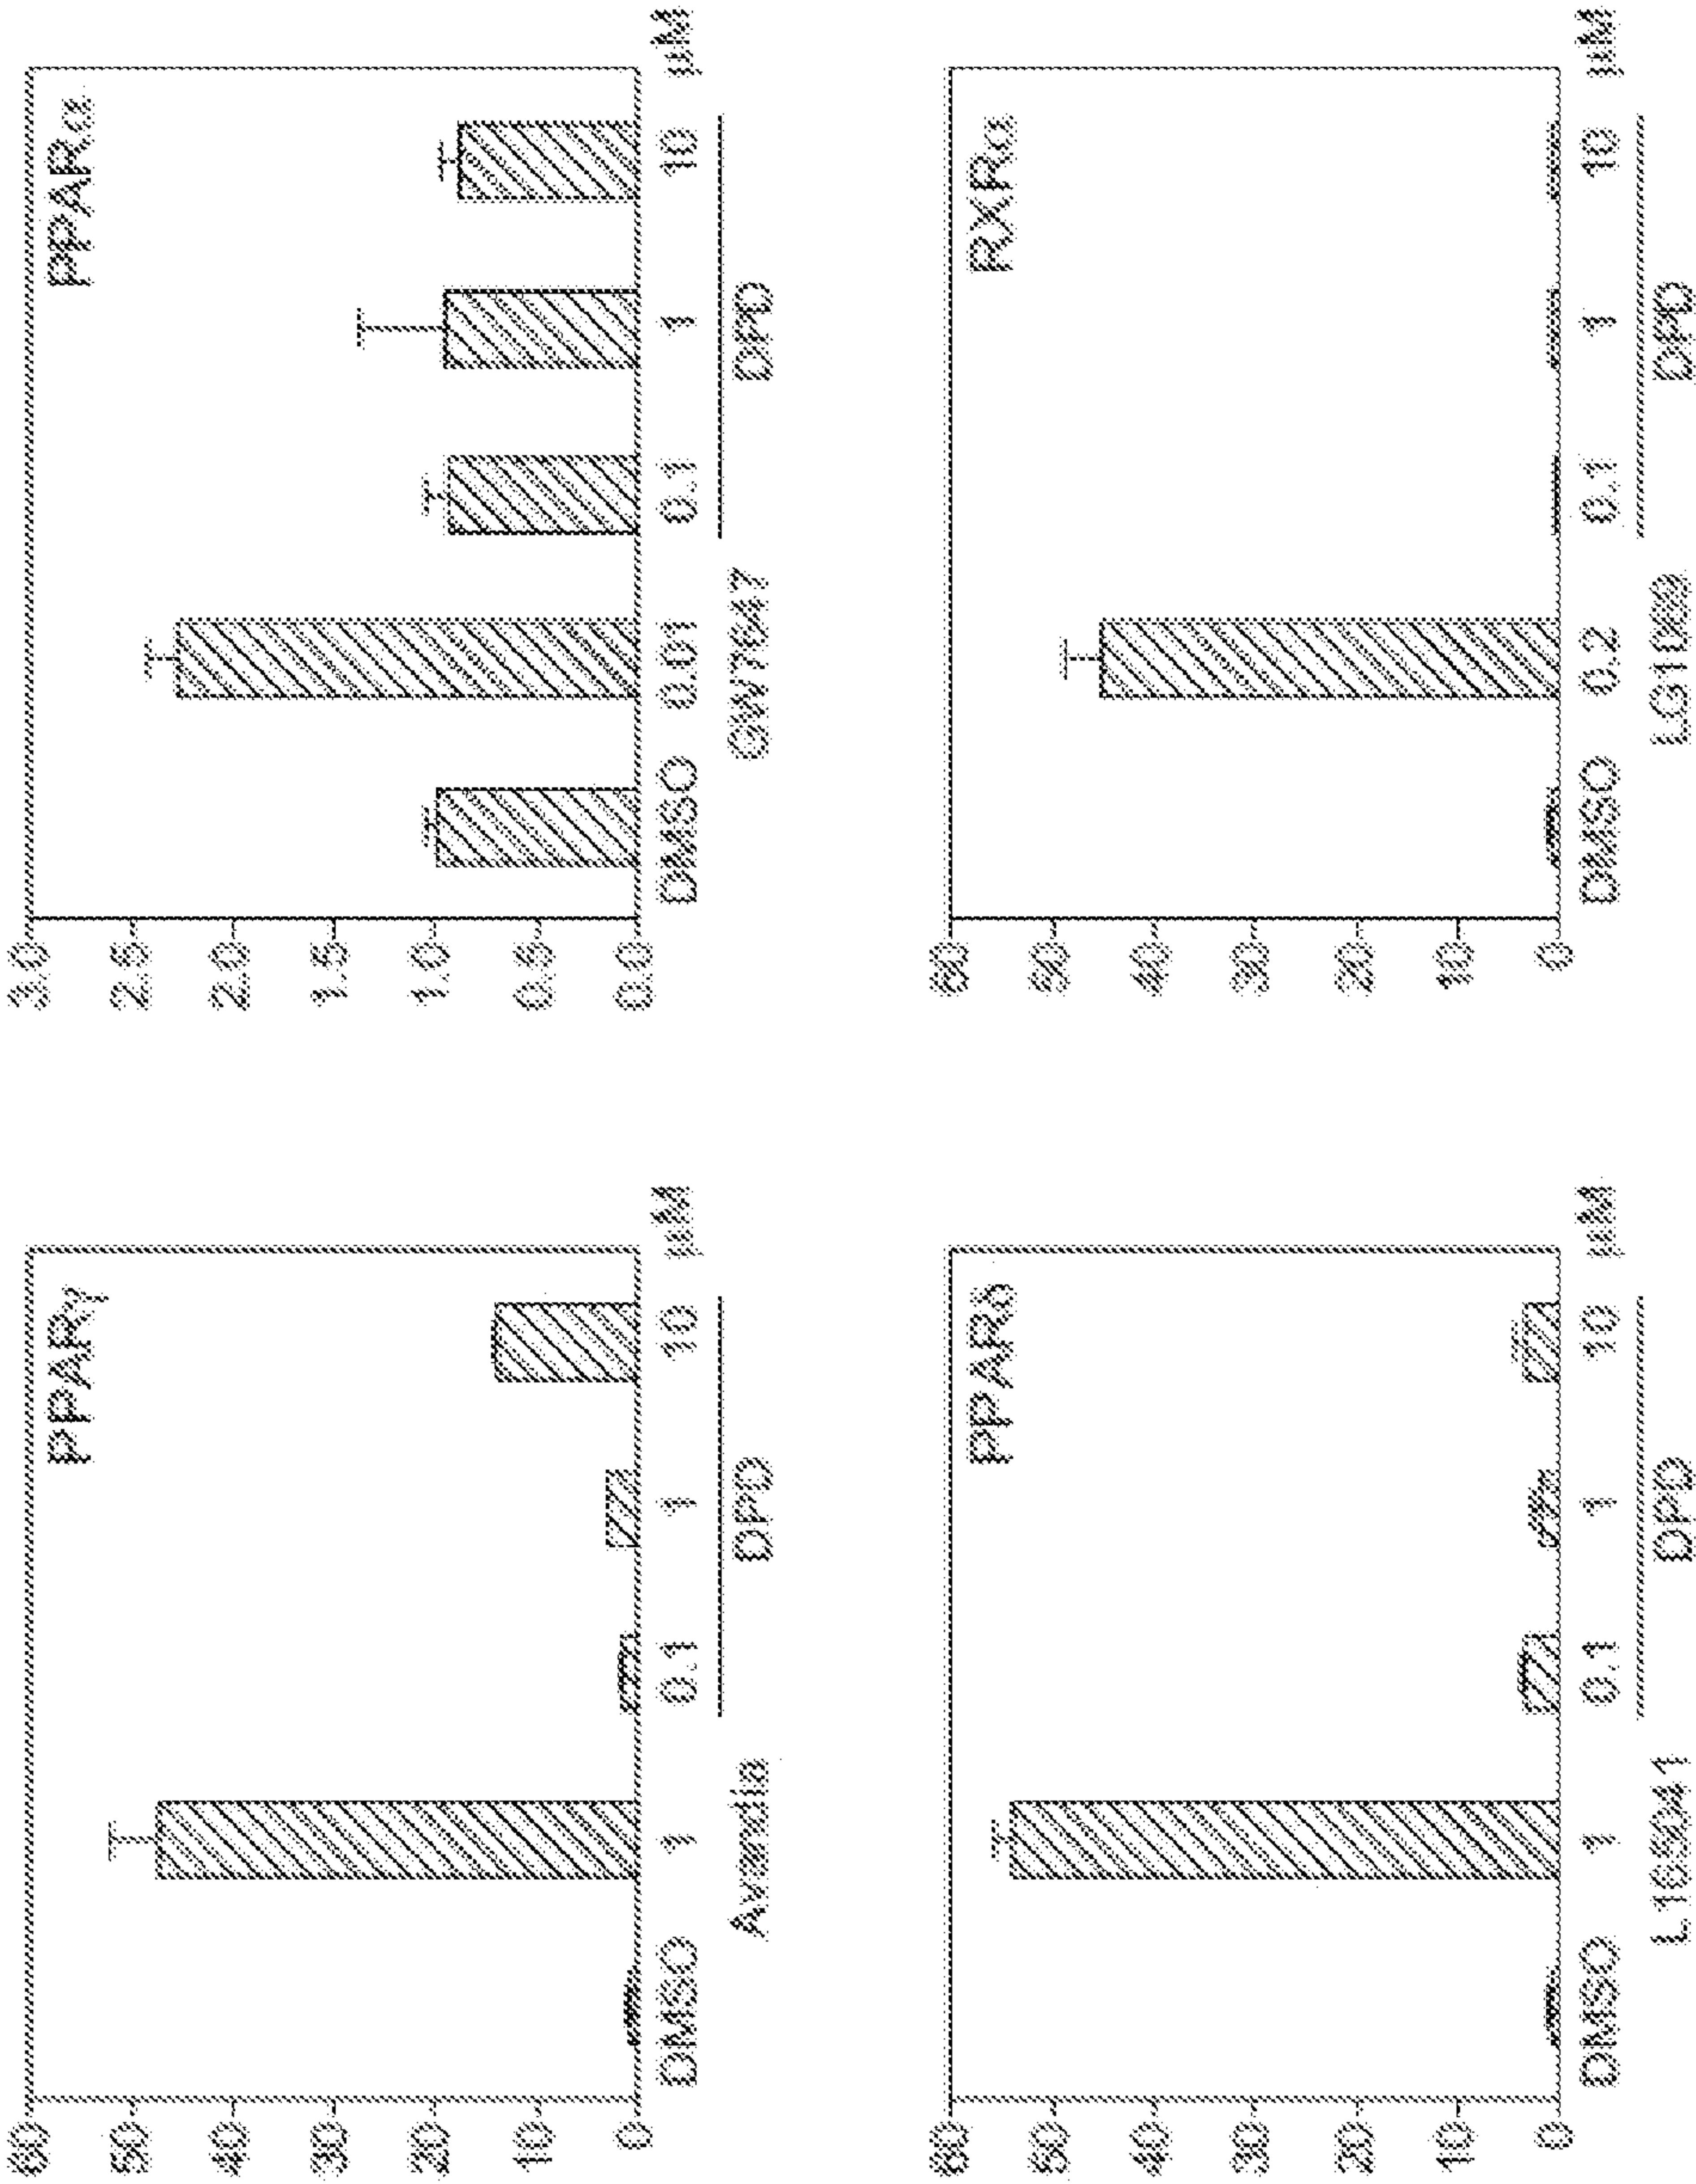 PPARγ
60
50
40
30
20
10
0
DMSO 1 0.1 1 10 μM
Avandia DPD
PPARα
3.0
2.5
2.0
1.5
1.0
0.5
0.0
DMSO 0.01 0.1 1 10 μM
GW7647 DPD
PPARδ
60
50
40
30
20
10
0
DMSO 1 0.1 1 10 μM
L165041 DPD
RXRα
60
50
40
30
20
10
0
DMSO 0.2 0.1 1 10 μM
LG1069 DPD